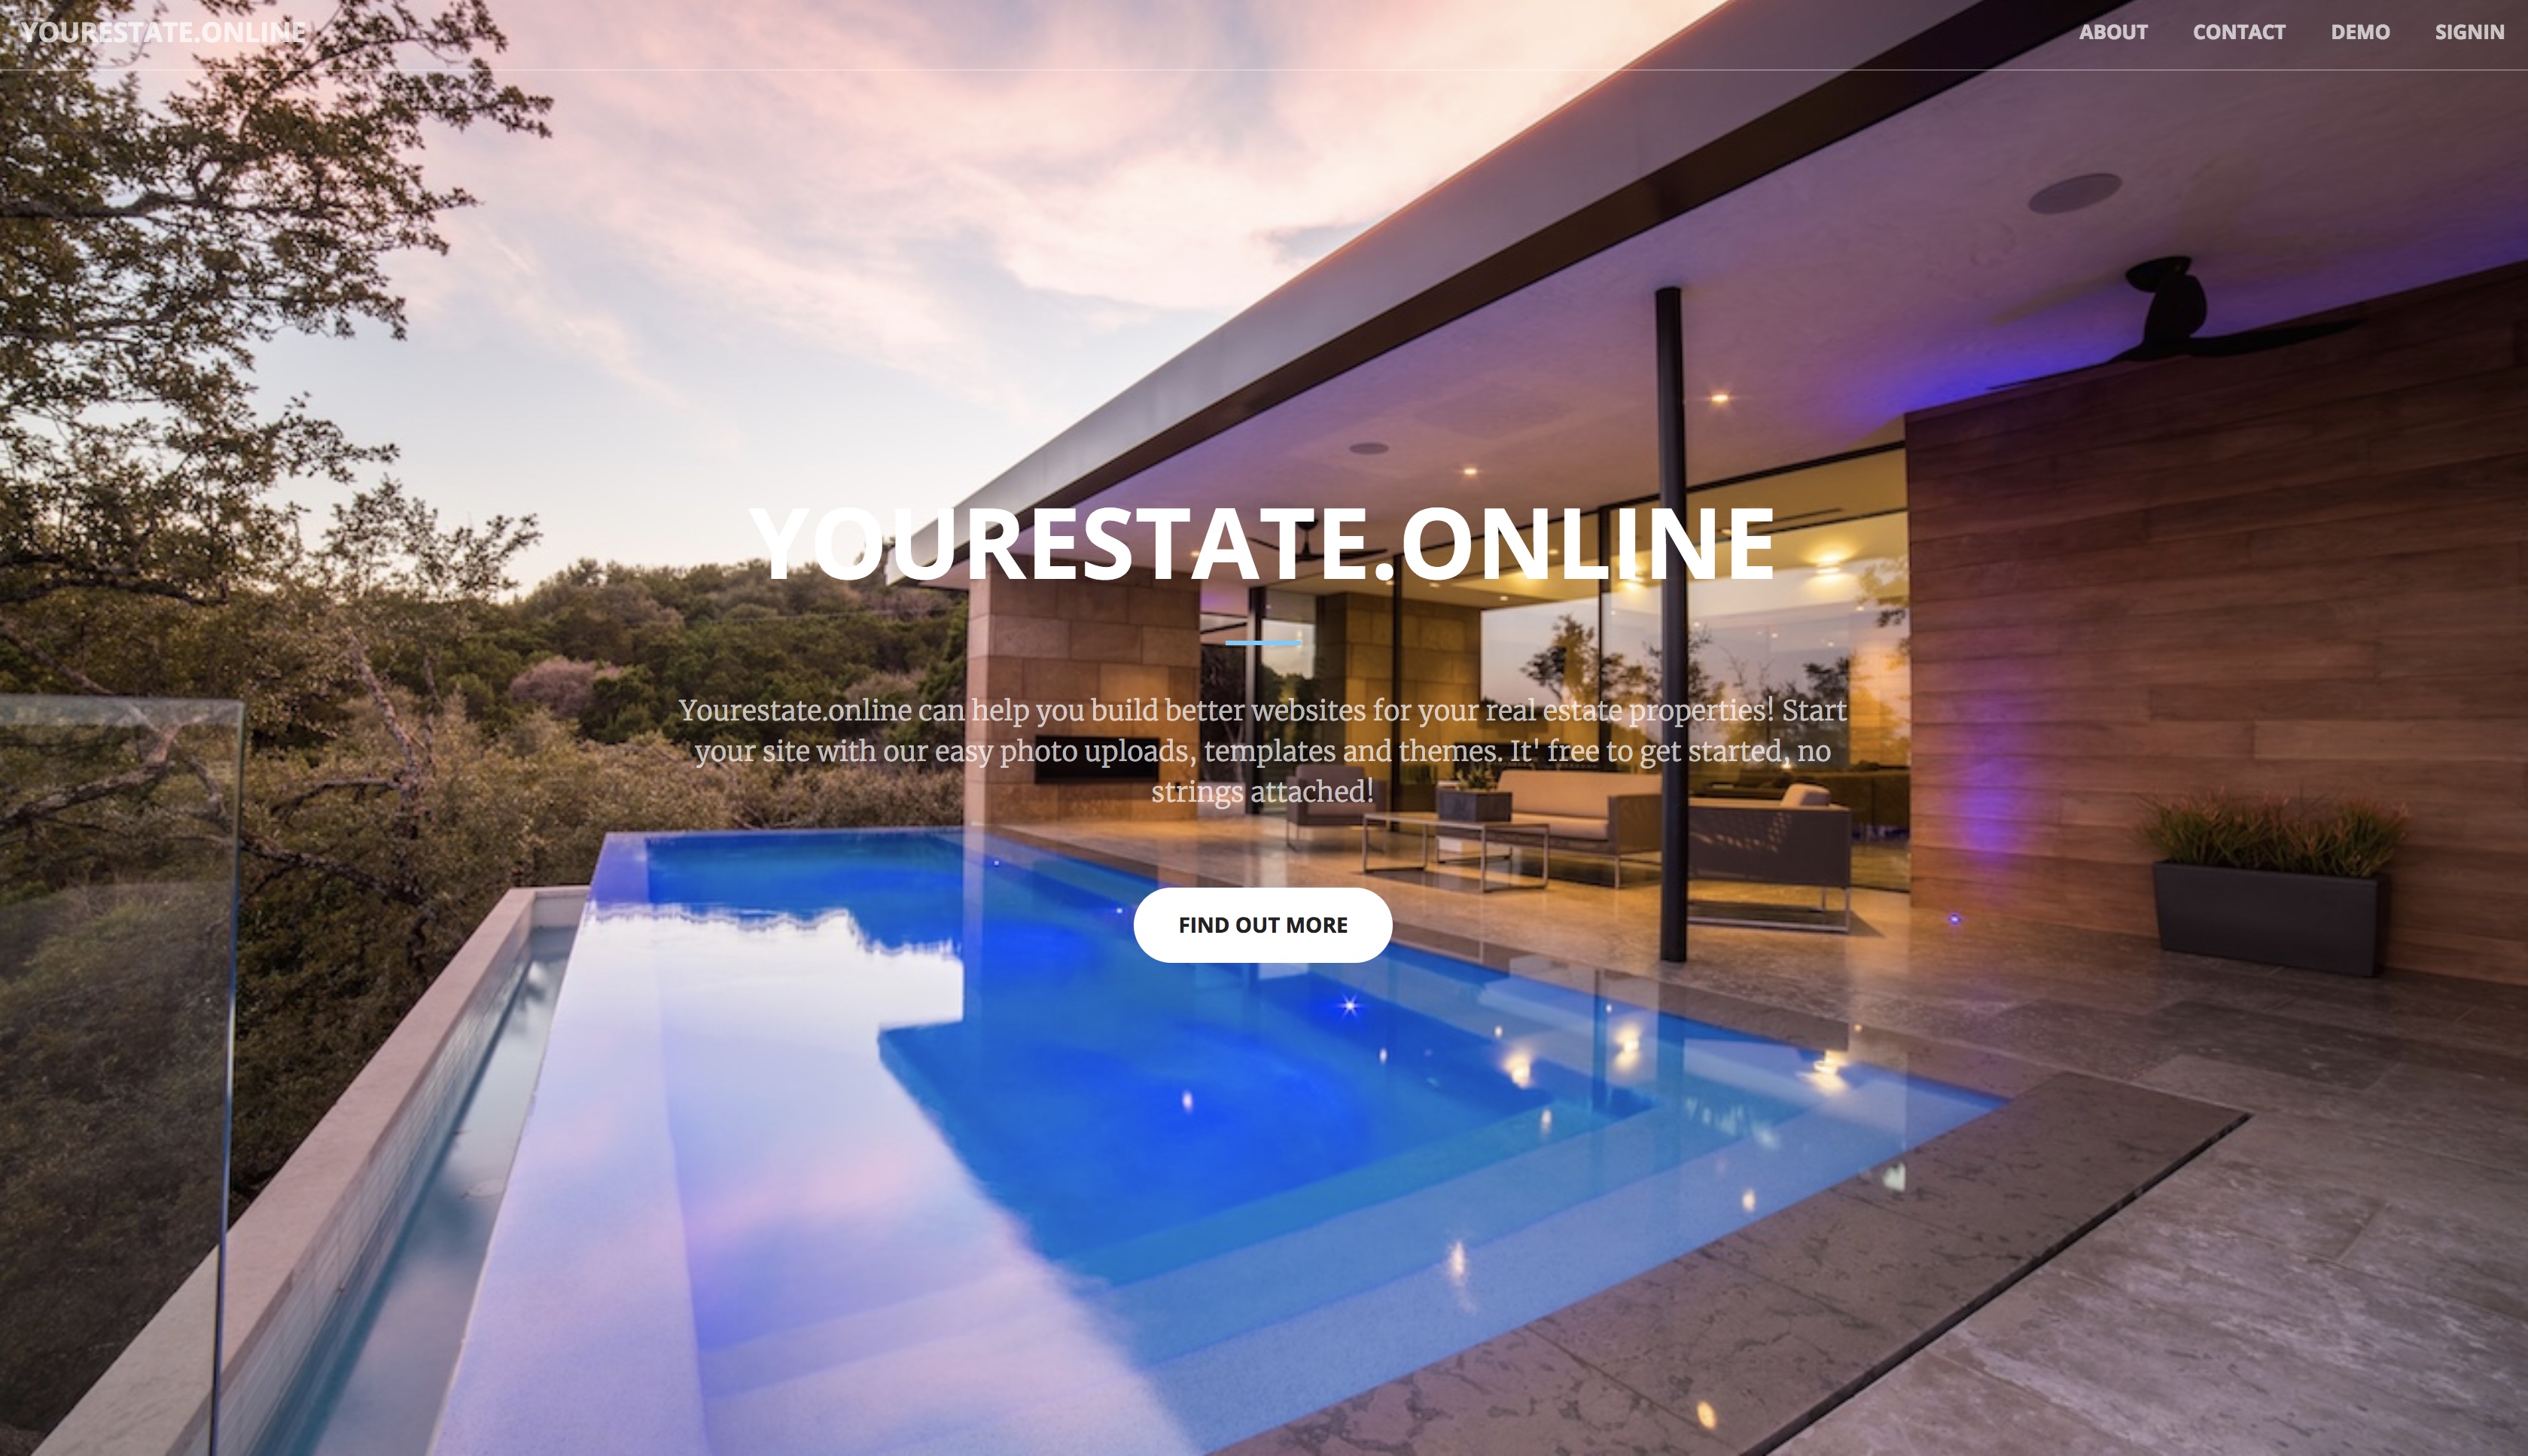 YOURESTATE.ONLINE
ABOUT CONTACT DEMO SIGNIN
YOURESTATE.ONLINE
Yourestate.online can help you build better websites for your real estate properties! Start
your site with our easy photo uploads, templates and themes. It' free to get started, no
strings attached!
FIND OUT MORE